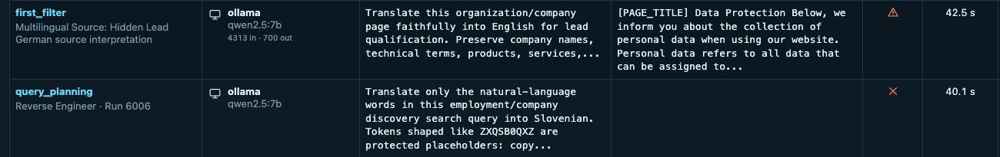 first_filter
Multilingual Source: Hidden Lead
German source interpretation
ollama
qwen2.5:7b
4313 in · 700 out
Translate this organization/company
page faithfully into English for lead
qualification. Preserve company names,
technical terms, products, services,...
[PAGE_TITLE] Data Protection Below, we
inform you about the collection of
personal data when using our website.
Personal data refers to all data that
can be assigned to...
42.5 s
query_planning
Reverse Engineer · Run 6006
ollama
qwen2.5:7b
Translate only the natural-language
words in this employment/company
discovery search query into Slovenian.
Tokens shaped like ZXQSB0QXZ are
protected placeholders: copy...
40.1 s